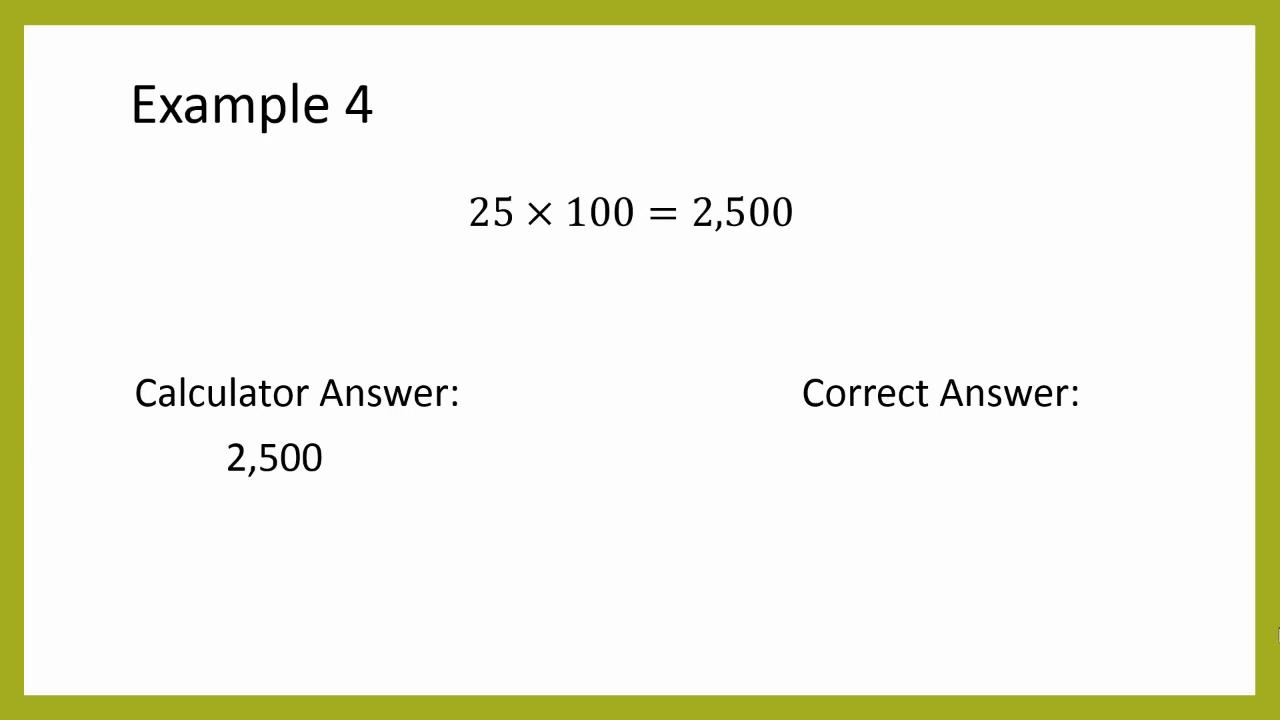 Example 4
25 × 100 = 2,500
Calculator Answer:
2,500
Correct Answer: